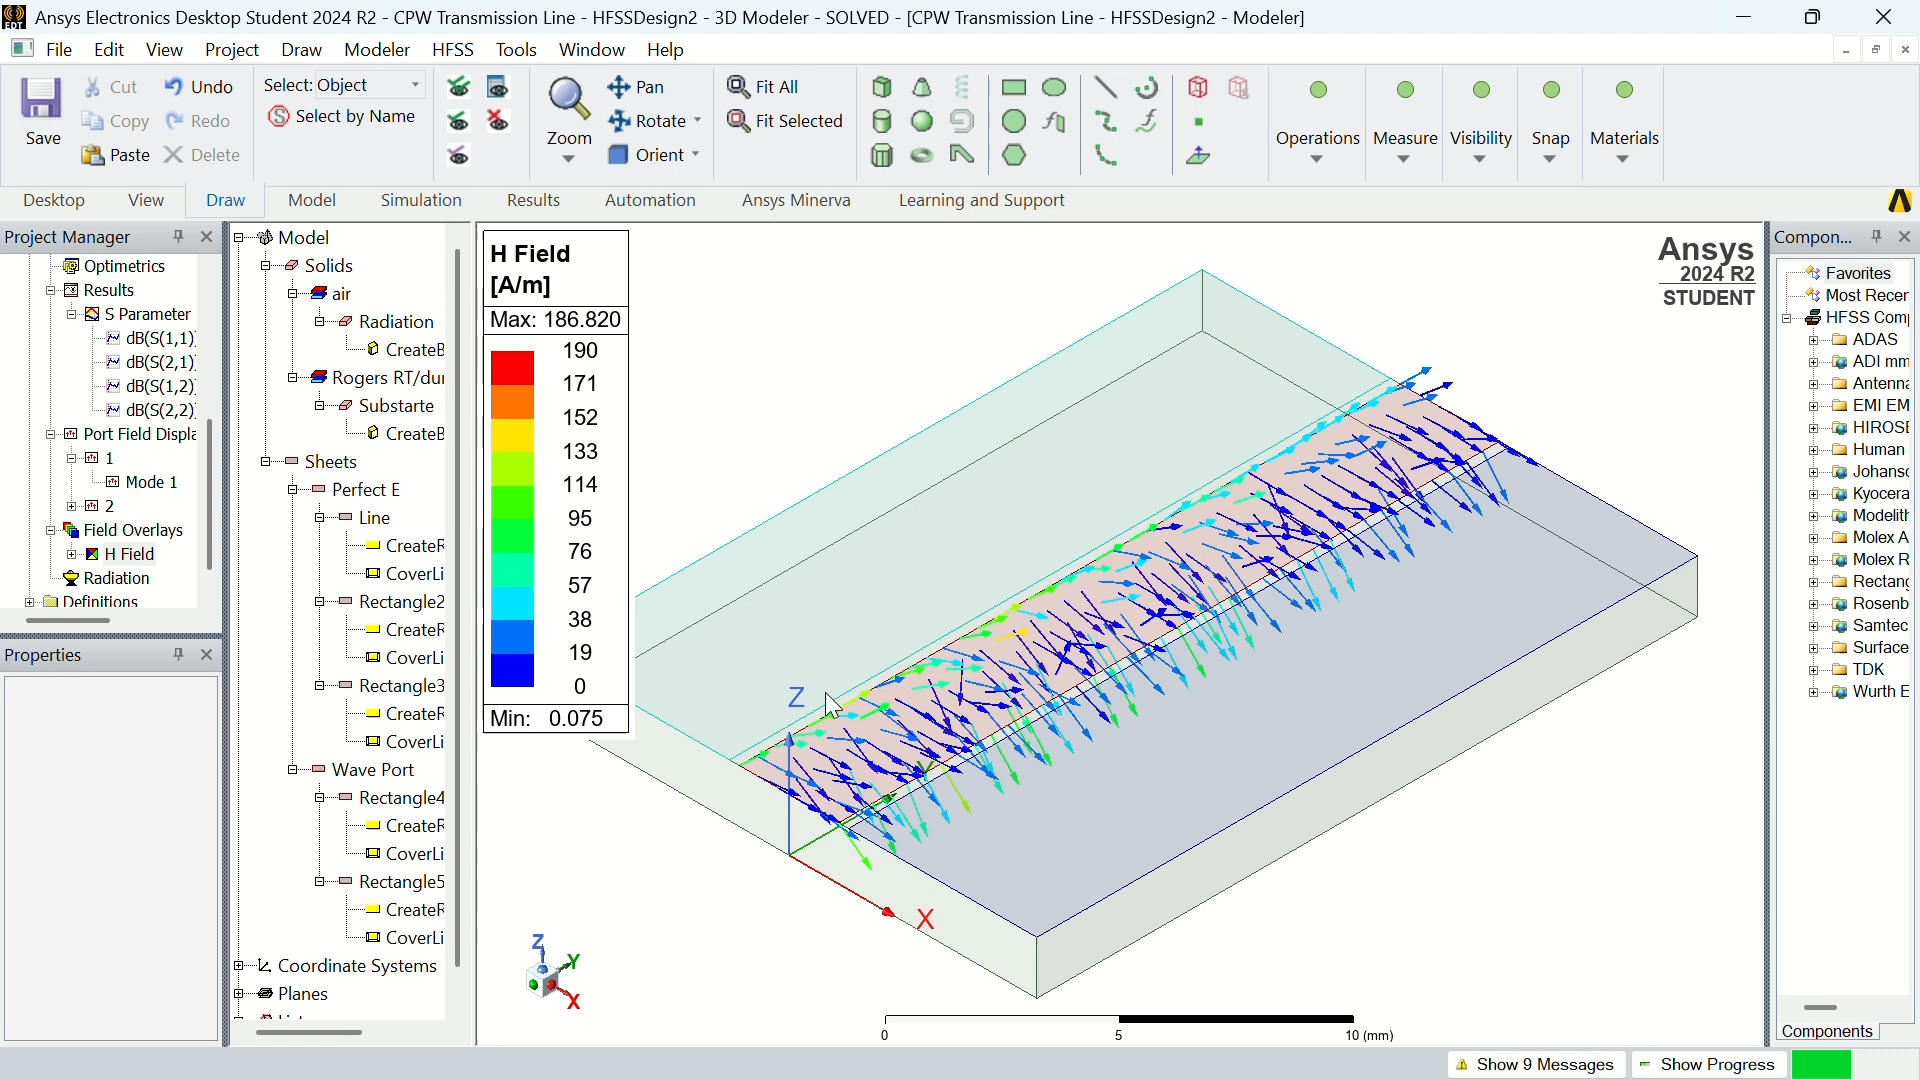 Ansys Electronics Desktop Student 2024 R2 - CPW Transmission Line - HFSSDesign2 - 3D Modeler - SOLVED - [CPW Transmission Line - HFSSDesign2 - Modeler]
File Edit View Project Draw Modeler HFSS Tools Window Help
Save
Cut
Copy
Paste
Undo
Redo
Delete
Select: Object
Select by Name
Zoom
Pan
Rotate
Orient
Fit All
Fit Selected
Operations
Measure
Visibility
Snap
Materials
Desktop View Draw Model Simulation Results Automation Ansys Minerva Learning and Support
Project Manager
Optimetrics
Results
S Parameter
dB(S(1,1))
dB(S(2,1))
dB(S(1,2))
dB(S(2,2))
Port Field Displa
1
Mode 1
2
Field Overlays
H Field
Radiation
Definitions
Properties
Model
Solids
air
Radiation
CreateB
Rogers RT/dur
Substarte
CreateB
Sheets
Perfect E
Line
CreateR
CoverLi
Rectangle2
CreateR
CoverLi
Rectangle3
CreateR
CoverLi
Wave Port
Rectangle4
CreateR
CoverLi
Rectangle5
CreateR
CoverLi
Coordinate Systems
Planes
H Field
[A/m]
Max: 186.820
190
171
152
133
114
95
76
57
38
19
0
Min: 0.075
Ansys
2024 R2
STUDENT
Z
Y
X
Z
Y
X
0 5 10 (mm)
Compon...
Favorites
Most Recer
HFSS Comp
ADAS
ADI mm
Antenna
EMI EM
HIROSE
Human
Johanso
Kyocera
Modelith
Molex A
Molex R
Rectang
Rosenb
Samtec
Surface
TDK
Wurth E
Components
Show 9 Messages
Show Progress